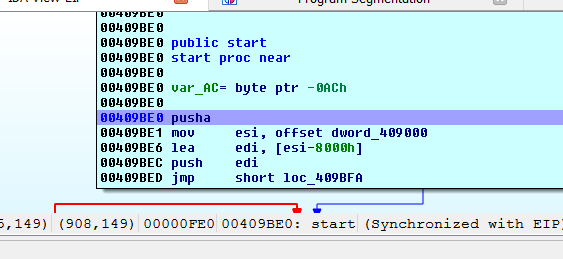 Program Segmentation
00409BE0
00409BE0
00409BE0 public start
00409BE0 start proc near
00409BE0
00409BE0 var_AC= byte ptr -0ACh
00409BE0
00409BE0 pusha
00409BE1 mov esi, offset dword_409000
00409BE6 lea edi, [esi-8000h]
00409BEC push edi
00409BED jmp short loc_409BFA
,149) (908,149) 00000FE0 00409BE0: start (Synchronized with EIP)